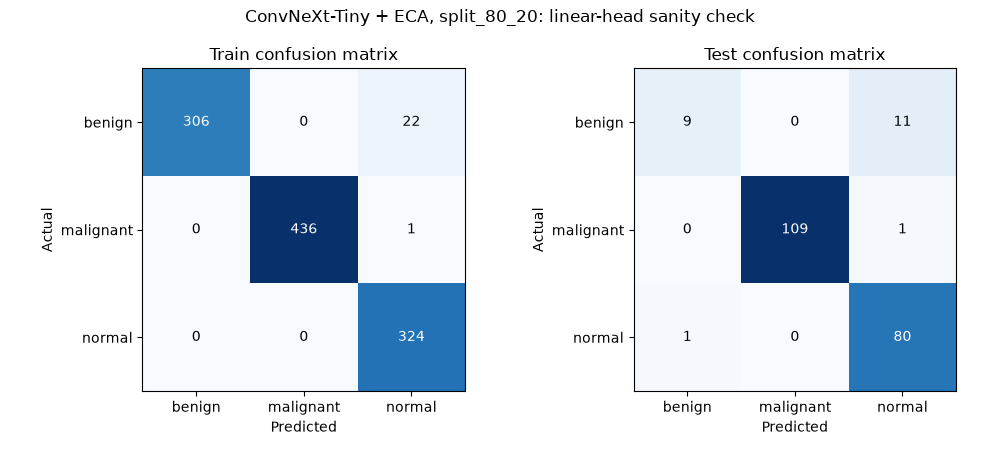 ConvNeXt-Tiny + ECA, split_80_20: linear-head sanity check
Train confusion matrix
Actual
benign 306 0 22
malignant 0 436 1
normal 0 0 324
benign malignant normal
Predicted
Test confusion matrix
Actual
benign 9 0 11
malignant 0 109 1
normal 1 0 80
benign malignant normal
Predicted